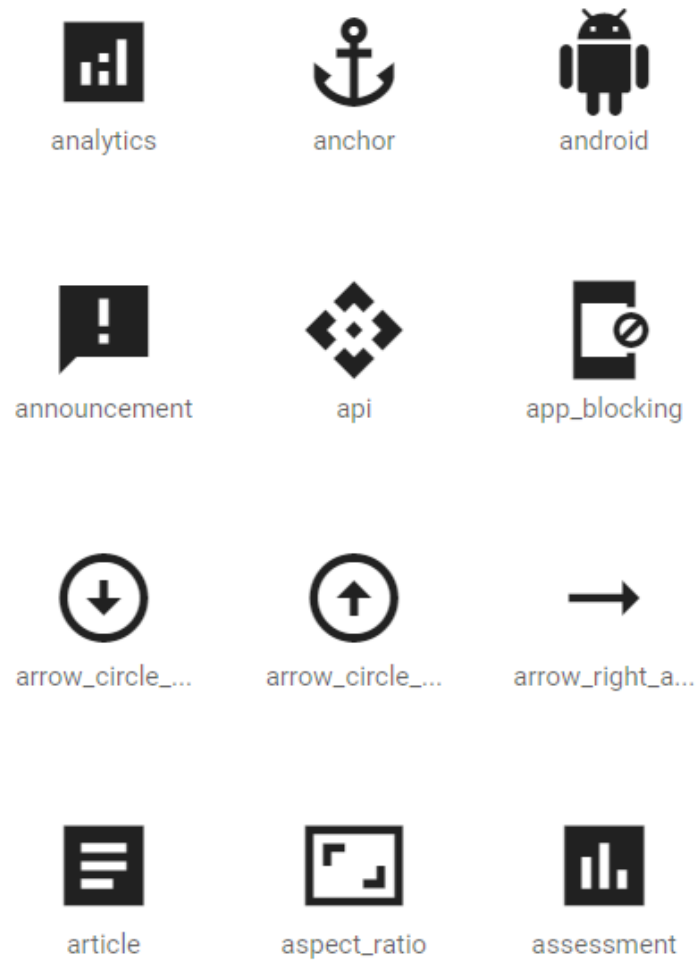 analytics
anchor
android
announcement
api
app_blocking
arrow_circle_...
arrow_circle_...
arrow_right_a...
article
aspect_ratio
assessment